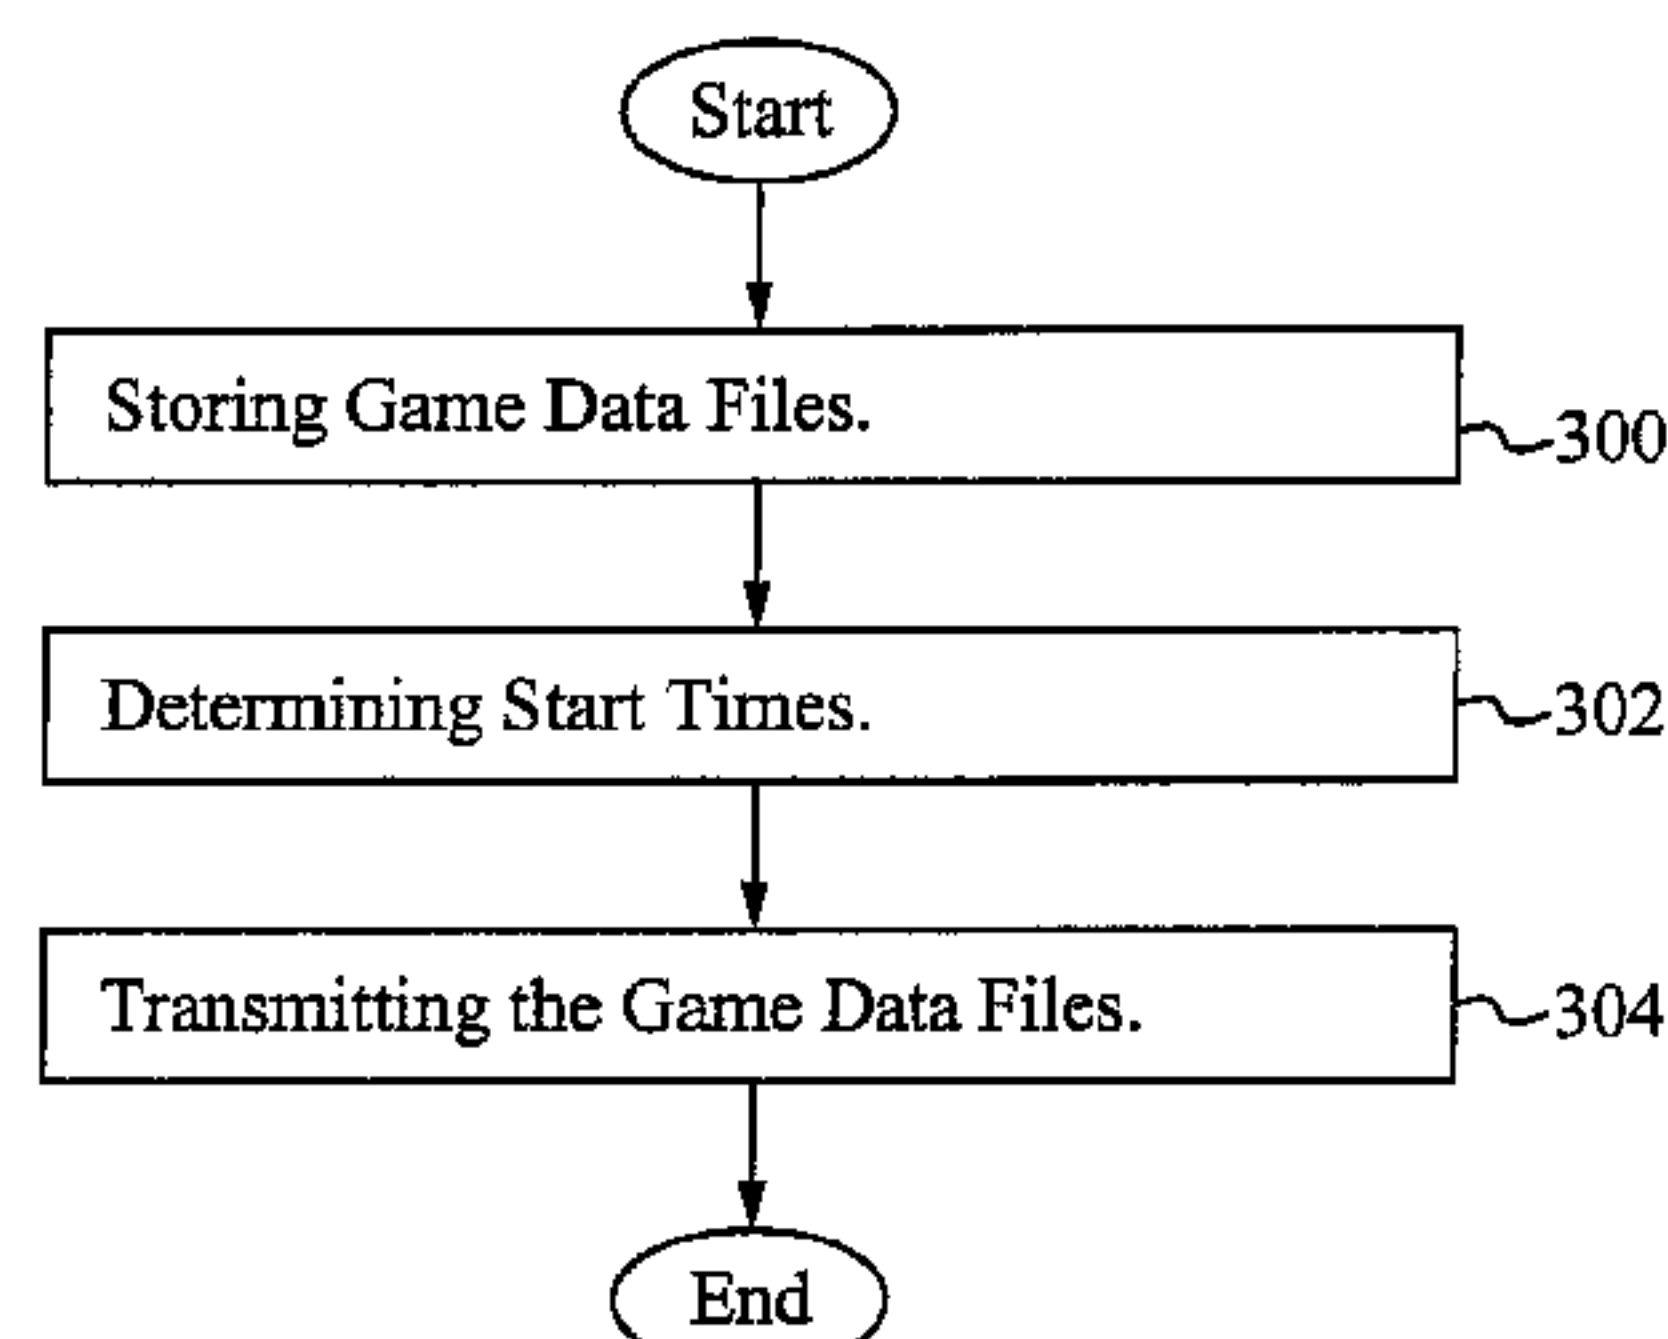 Start
Storing Game Data Files.
300
Determining Start Times.
302
Transmitting the Game Data Files.
304
End